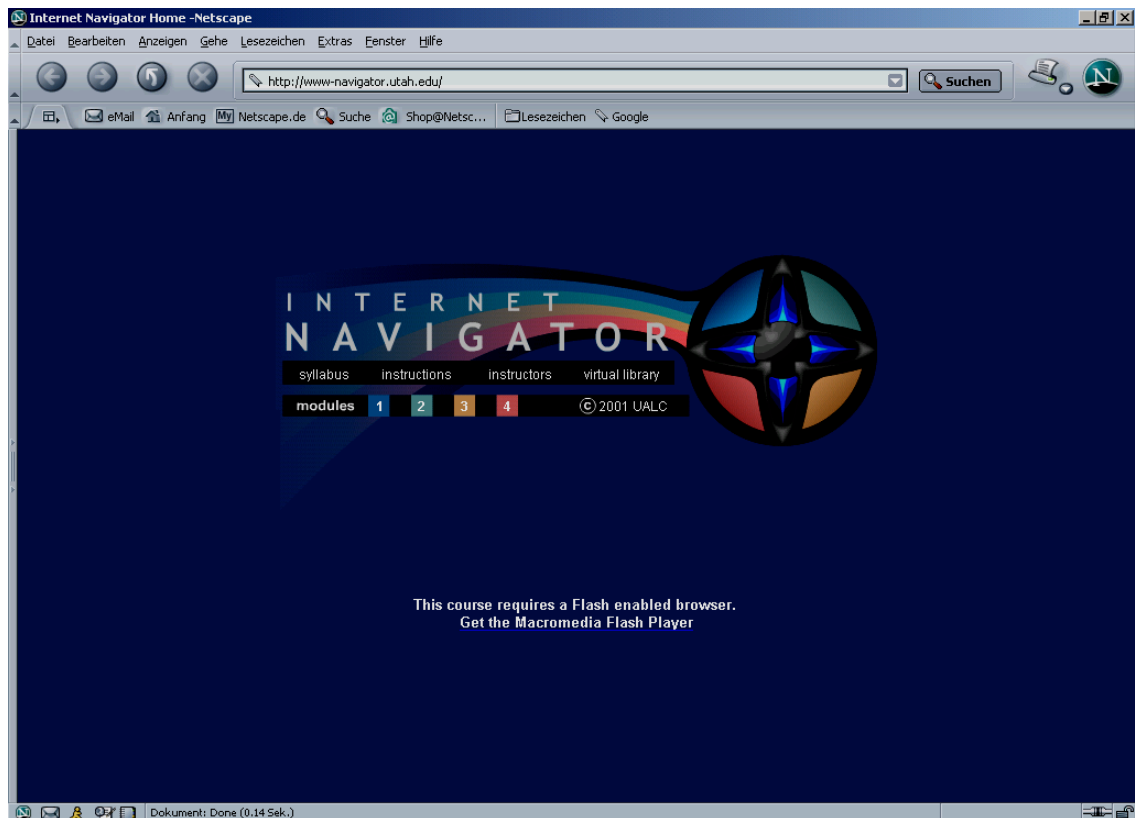 Internet Navigator Home -Netscape
Datei Bearbeiten Anzeigen Gehe Lesezeichen Extras Fenster Hilfe
http://www-navigator.utah.edu/ Suchen N
eMail Anfang My Netscape.de Suche Shop@Netsc... Lesezeichen Google
INTERNET
NAVIGATOR
syllabus instructions instructors virtual library
modules 1 2 3 4 © 2001 UALC
This course requires a Flash enabled browser.
Get the Macromedia Flash Player
Dokument: Done (0.14 Sek.)